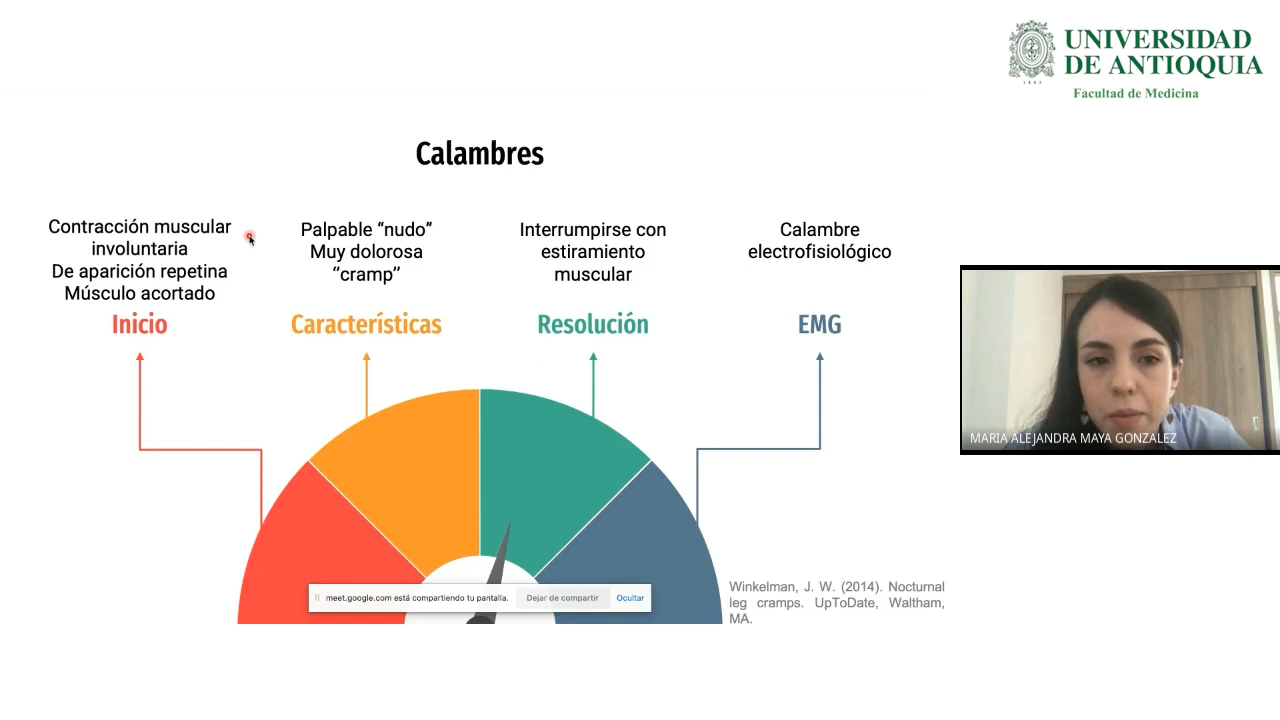 UNIVERSIDAD
DE ANTIOQUIA
Facultad de Medicina
Calambres
Contracción muscular
involuntaria
De aparición repetina
Músculo acortado
Inicio
Palpable “nudo”
Muy dolorosa
“cramp”
Características
Interrumpirse con
estiramiento
muscular
Resolución
Calambre
electrofisiológico
EMG
MARIA ALEJANDRA MAYA GONZALEZ
meet.google.com está compartiendo tu pantalla.
Dejar de compartir
Ocultar
Winkelman, J. W. (2014). Nocturnal
leg cramps. UpToDate, Waltham,
MA.